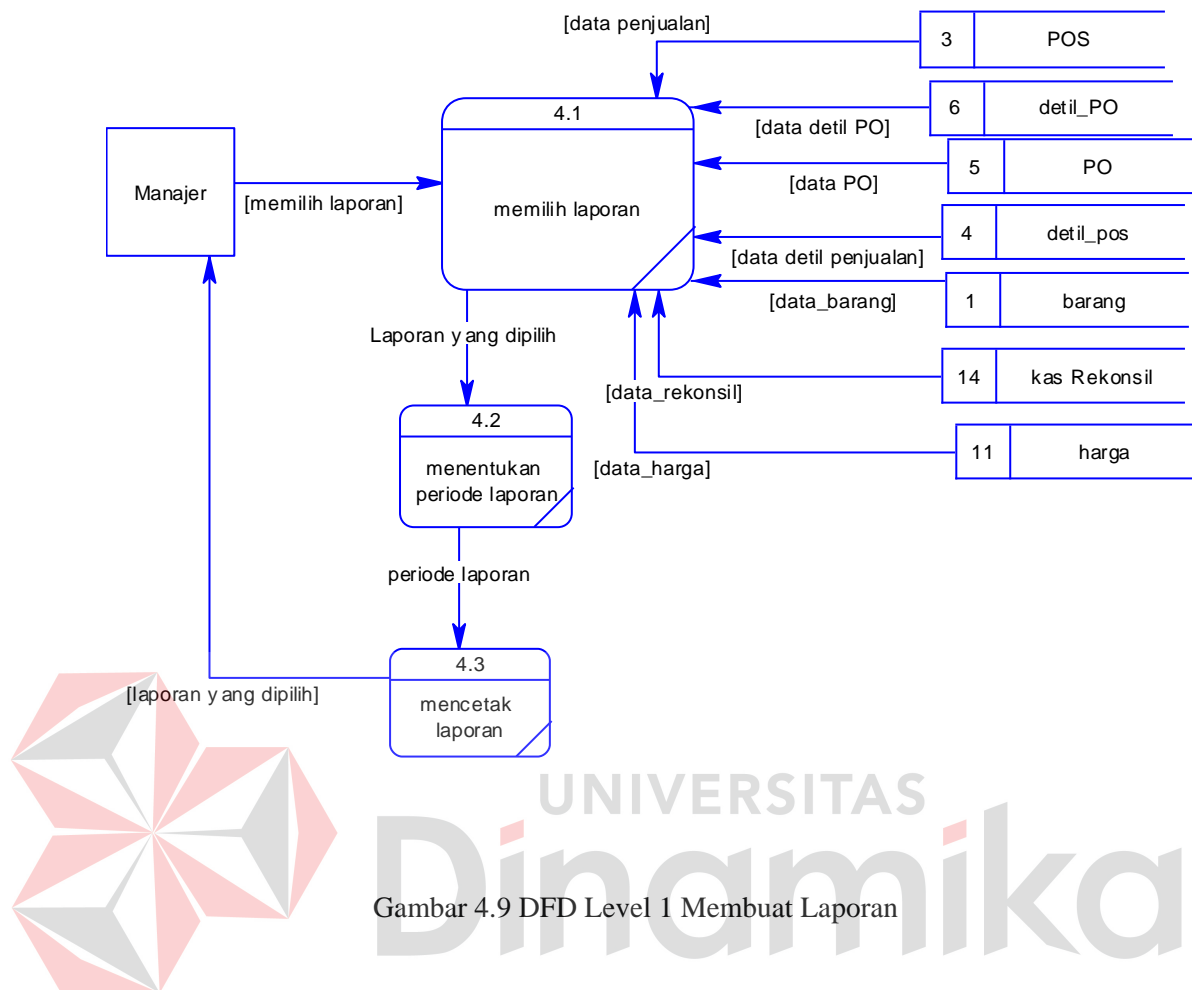 [data penjualan]
3
POS
4.1
6
detil_PO
[data detil PO]
Manajer
[memilih laporan]
memilih laporan
5
PO
[data PO]
4
detil_pos
[data detil penjualan]
1
barang
[data_barang]
Laporan yang dipilih
14
kas Rekonsil
[data_rekonsil]
4.2
menentukan
periode laporan
11
harga
[data_harga]
periode laporan
4.3
mencetak
laporan
[laporan yang dipilih]
UNIVERSITAS
Dinamika
Gambar 4.9 DFD Level 1 Membuat Laporan